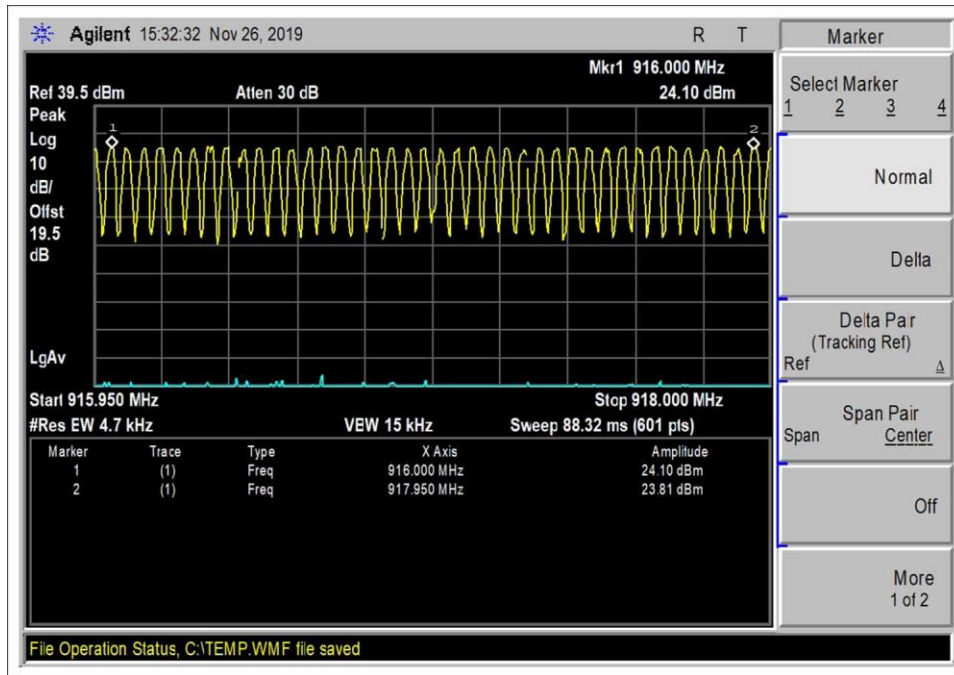 Agilent 15:32:32 Nov 26, 2019 R T
Mkr1 916.000 MHz
Ref 39.5 dBm Atten 30 dB 24.10 dBm
Peak
Log
10
dB/
Offst
19.5
dB
1
2
LgAv
Start 915.950 MHz Stop 918.000 MHz
#Res BW 4.7 kHz VBW 15 kHz Sweep 88.32 ms (601 pts)
Marker Trace Type X Axis Amplitude
1 (1) Freq 916.000 MHz 24.10 dBm
2 (1) Freq 917.950 MHz 23.81 dBm
File Operation Status, C:\TEMP.WMF file saved
Marker
Select Marker
1 2 3 4
Normal
Delta
Delta Pair
(Tracking Ref)
Ref Δ
Span Pair
Span Center
Off
More
1 of 2